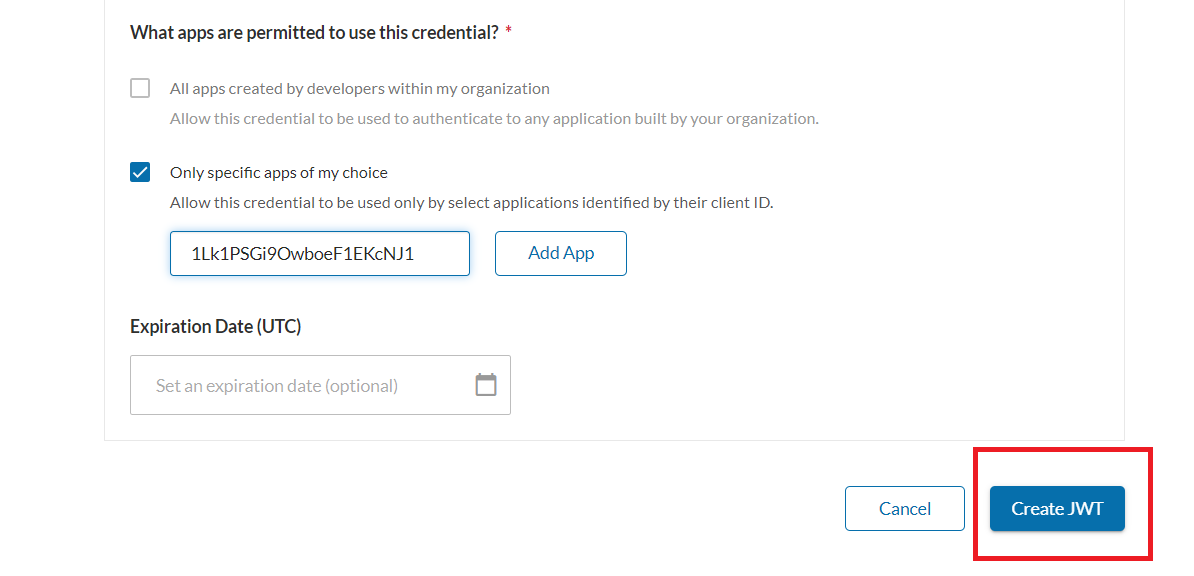 What apps are permitted to use this credential? *
All apps created by developers within my organization
Allow this credential to be used to authenticate to any application built by your organization.
Only specific apps of my choice
Allow this credential to be used only by select applications identified by their client ID.
1Lk1PSGi9OwboeF1EKcNJ1
Add App
Expiration Date (UTC)
Set an expiration date (optional)
Cancel
Create JWT